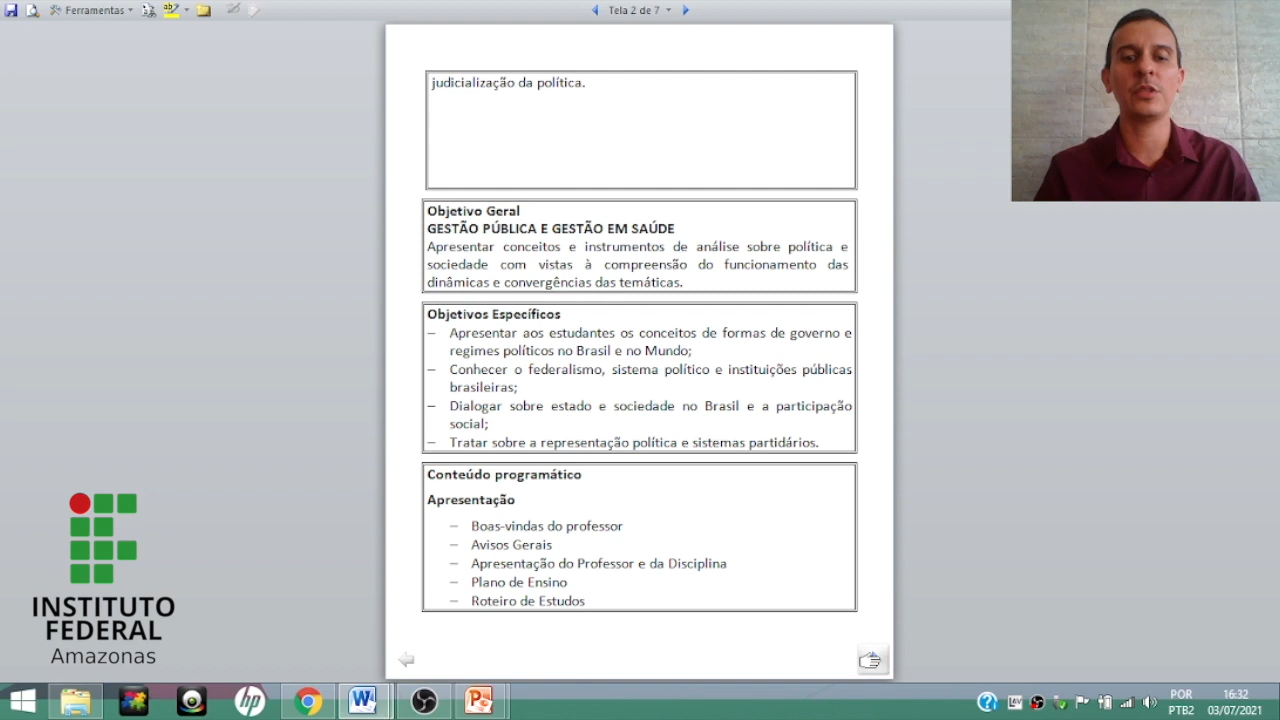 Ferramentas
Tela 2 de 7
judicialização da política.
Objetivo Geral
GESTÃO PÚBLICA E GESTÃO EM SAÚDE
Apresentar conceitos e instrumentos de análise sobre política e
sociedade com vistas à compreensão do funcionamento das
dinâmicas e convergências das temáticas.
Objetivos Específicos
– Apresentar aos estudantes os conceitos de formas de governo e
regimes políticos no Brasil e no Mundo;
– Conhecer o federalismo, sistema político e instituições públicas
brasileiras;
– Dialogar sobre estado e sociedade no Brasil e a participação
social;
– Tratar sobre a representação política e sistemas partidários.
Conteúdo programático
Apresentação
– Boas-vindas do professor
– Avisos Gerais
– Apresentação do Professor e da Disciplina
– Plano de Ensino
– Roteiro de Estudos
INSTITUTO
FEDERAL
Amazonas
POR
PTB2
16:32
03/07/2021